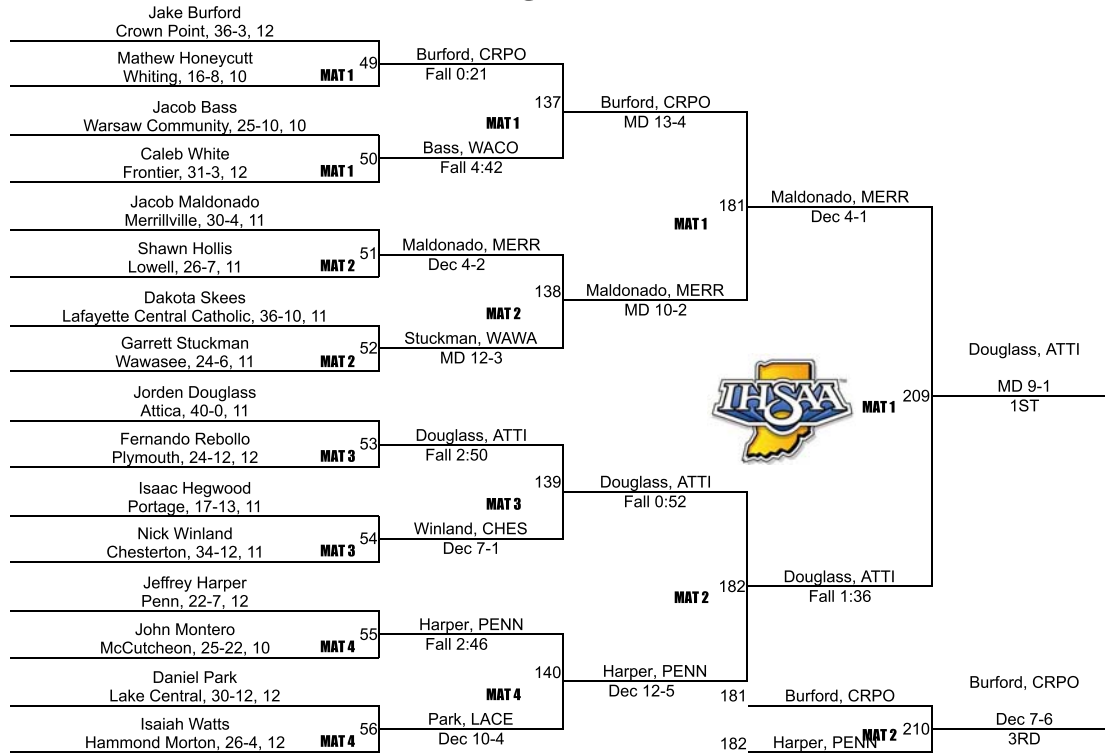 Jake Burford
Crown Point, 36-3, 12
Mathew Honeycutt
Whiting, 16-8, 10
MAT 1
49
Jacob Bass
Warsaw Community, 25-10, 10
Caleb White
Frontier, 31-3, 12
MAT 1
50
Jacob Maldonado
Merrillville, 30-4, 11
Shawn Hollis
Lowell, 26-7, 11
MAT 2
51
Dakota Skees
Lafayette Central Catholic, 36-10, 11
Garrett Stuckman
Wawasee, 24-6, 11
MAT 2
52
Jorden Douglass
Attica, 40-0, 11
Fernando Rebollo
Plymouth, 24-12, 12
MAT 3
53
Isaac Hegwood
Portage, 17-13, 11
Nick Winland
Chesterton, 34-12, 11
MAT 3
54
Jeffrey Harper
Penn, 22-7, 12
John Montero
McCutcheon, 25-22, 10
MAT 4
55
Daniel Park
Lake Central, 30-12, 12
Isaiah Watts
Hammond Morton, 26-4, 12
MAT 4
56
Burford, CRPO
Fall 0:21
137
MAT 1
Bass, WACO
Fall 4:42
Maldonado, MERR
Dec 4-2
138
MAT 2
Stuckman, WAWA
MD 12-3
Douglass, ATTI
Fall 2:50
139
MAT 3
Winland, CHES
Dec 7-1
Harper, PENN
Fall 2:46
140
MAT 4
Park, LACE
Dec 10-4
Burford, CRPO
MD 13-4
181
MAT 1
Maldonado, MERR
MD 10-2
Douglass, ATTI
Fall 0:52
182
MAT 2
Harper, PENN
Dec 12-5
Maldonado, MERR
Dec 4-1
IHSAA
TM
MAT 1
209
Douglass, ATTI
Fall 1:36
Douglass, ATTI
MD 9-1
1ST
181
Burford, CRPO
MAT 2
210
182
Harper, PENN
Burford, CRPO
Dec 7-6
3RD